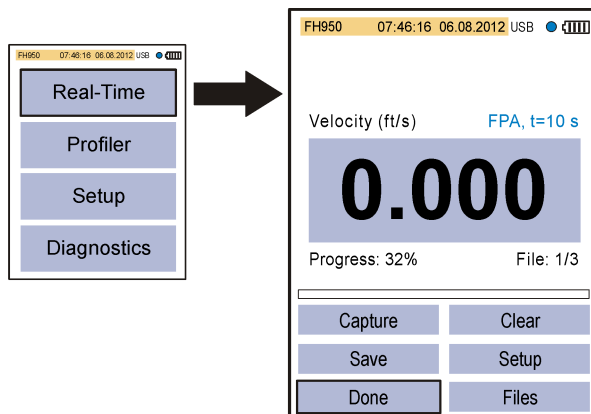 FH950 07:46:16 06.08.2012 USB
Real-Time
Profiler
Setup
Diagnostics
FH950 07:46:16 06.08.2012 USB
Velocity (ft/s) FPA, t=10 s
0.000
Progress: 32% File: 1/3
Capture Clear
Save Setup
Done Files